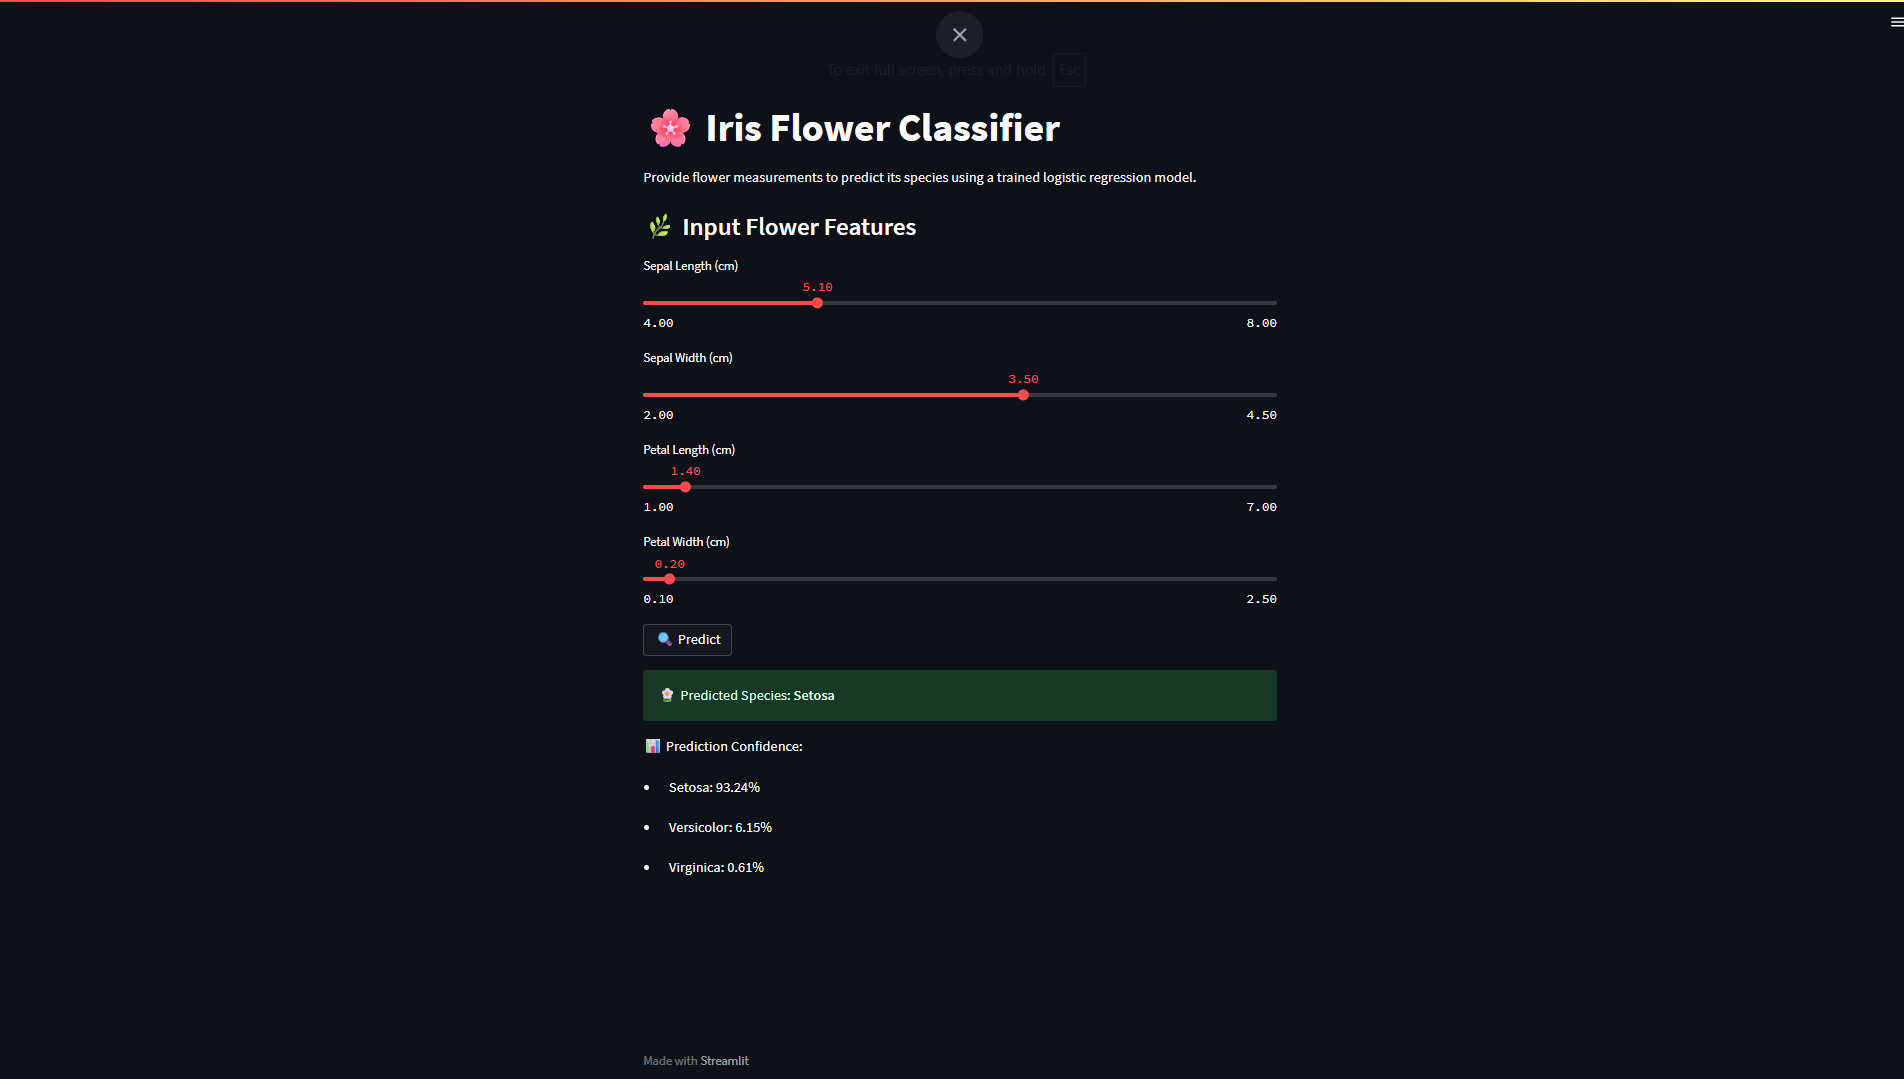 To exit full screen, press and hold Esc
Iris Flower Classifier
Provide flower measurements to predict its species using a trained logistic regression model.
Input Flower Features
Sepal Length (cm)
5.10
4.00 8.00
Sepal Width (cm)
3.50
2.00 4.50
Petal Length (cm)
1.40
1.00 7.00
Petal Width (cm)
0.20
0.10 2.50
Predict
Predicted Species: Setosa
Prediction Confidence:
Setosa: 93.24%
Versicolor: 6.15%
Virginica: 0.61%
Made with Streamlit